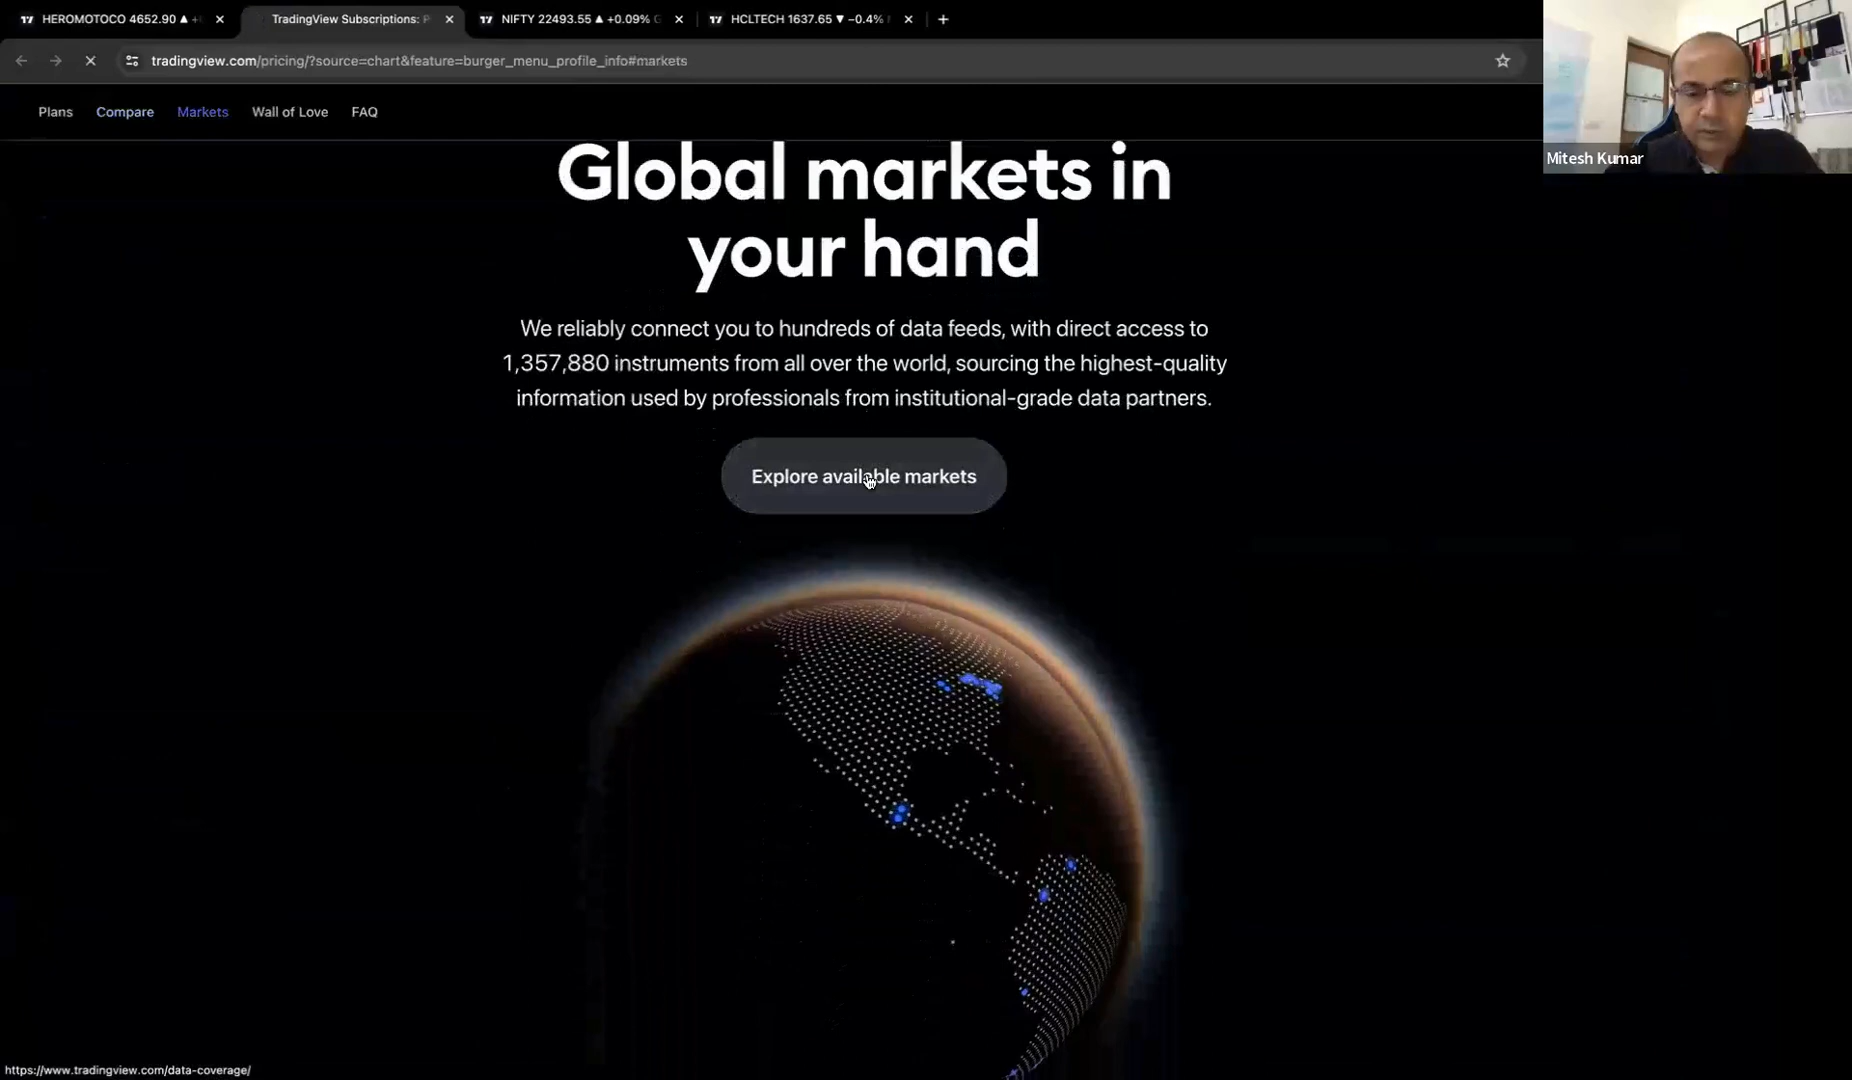 HEROMOTOCO 4652.90 ▲
TradingView Subscriptions:
NIFTY 22493.55 ▲ +0.09%
HCLTECH 1637.65 ▼ −0.4%
tradingview.com/pricing/?source=chart&feature=burger_menu_profile_info#markets
Plans
Compare
Markets
Wall of Love
FAQ
Mitesh Kumar
Global markets in
your hand
We reliably connect you to hundreds of data feeds, with direct access to
1,357,880 instruments from all over the world, sourcing the highest-quality
information used by professionals from institutional-grade data partners.
Explore available markets
https://www.tradingview.com/data-coverage/